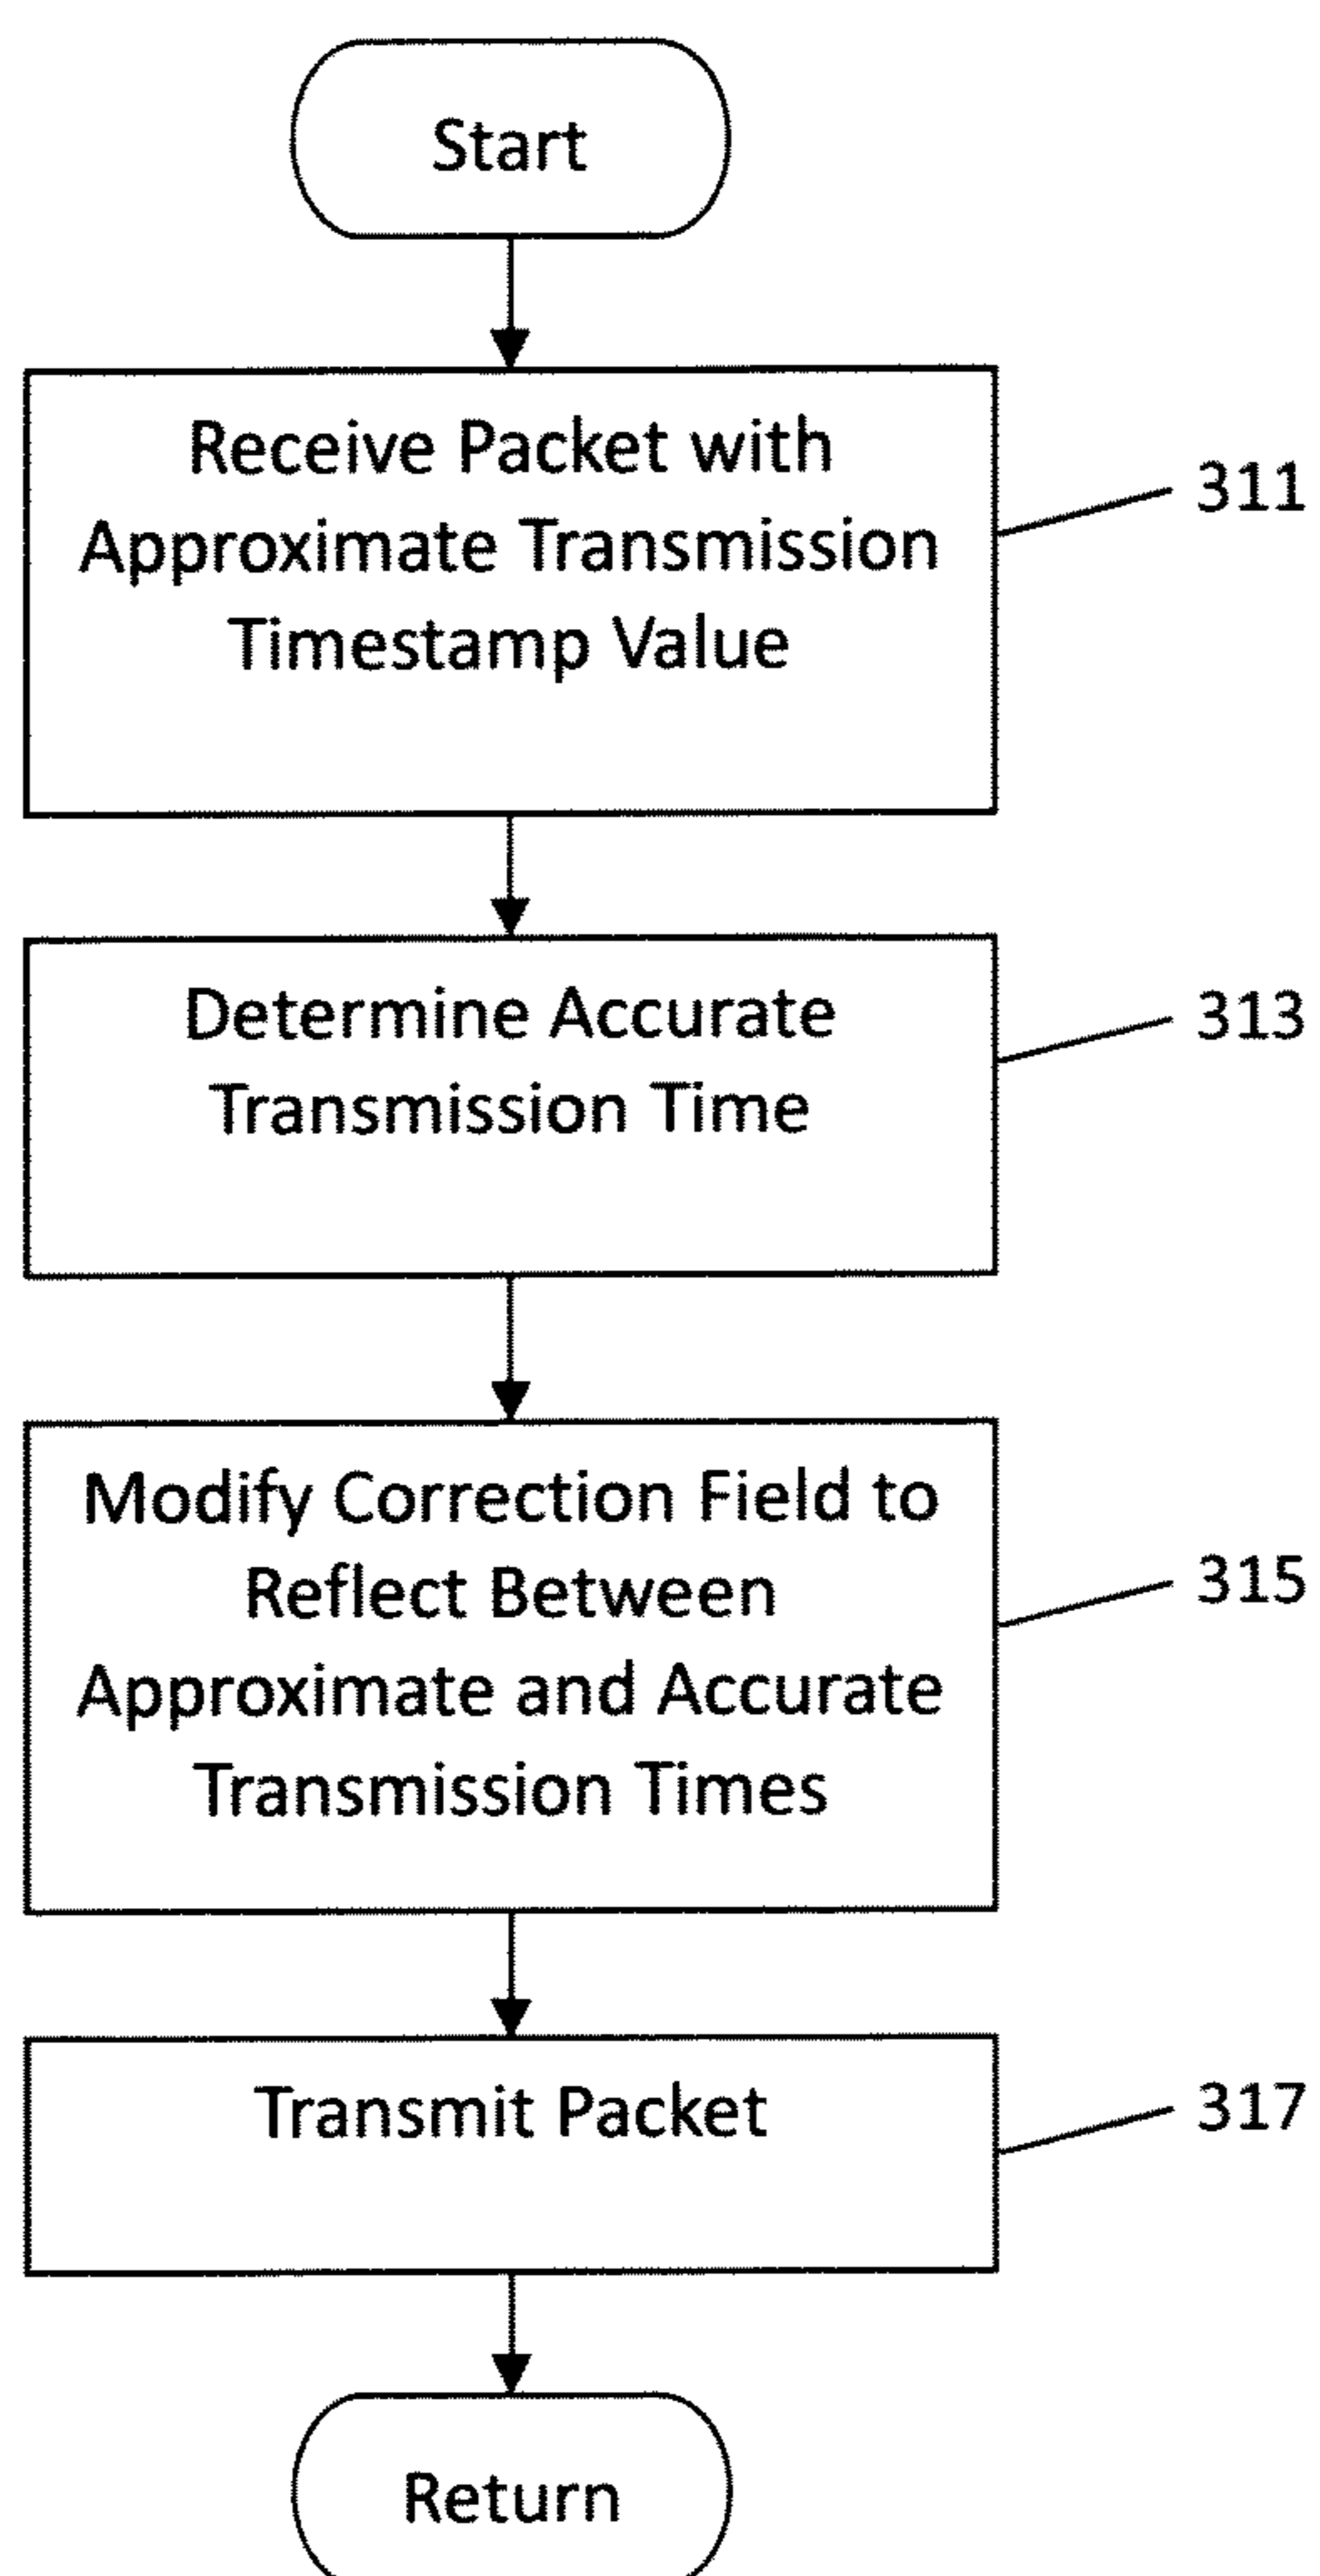 Start
Receive Packet with
Approximate Transmission
Timestamp Value
311
Determine Accurate
Transmission Time
313
Modify Correction Field to
Reflect Between
Approximate and Accurate
Transmission Times
315
Transmit Packet
317
Return